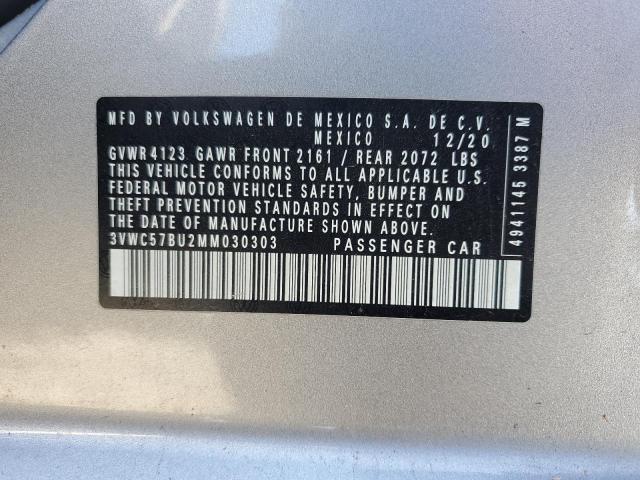 MFD BY VOLKSWAGEN DE MEXICO S.A. DE C.V.
MEXICO 12/20
GVWR 4123 GAWR FRONT 2161 / REAR 2072 LBS
THIS VEHICLE CONFORMS TO ALL APPLICABLE U.S.
FEDERAL MOTOR VEHICLE SAFETY, BUMPER AND
THEFT PREVENTION STANDARDS IN EFFECT ON
THE DATE OF MANUFACTURE SHOWN ABOVE.
3VWC57BU2MM030303 PASSENGER CAR
4941145 3387 M